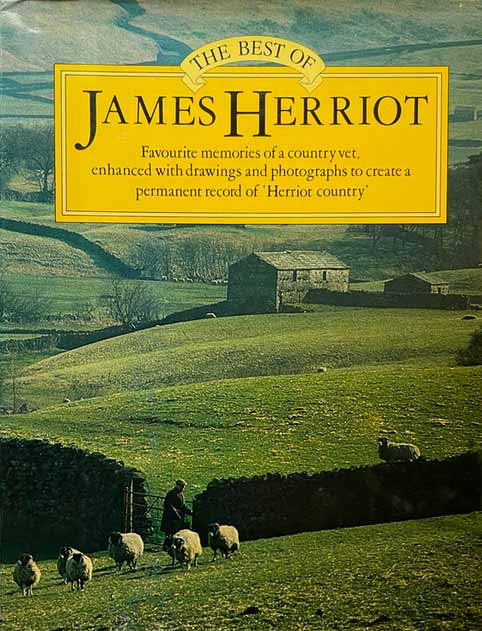 THE BEST OF
JAMES HERRIOT
Favourite memories of a country vet,
enhanced with drawings and photographs to create a
permanent record of 'Herriot country'